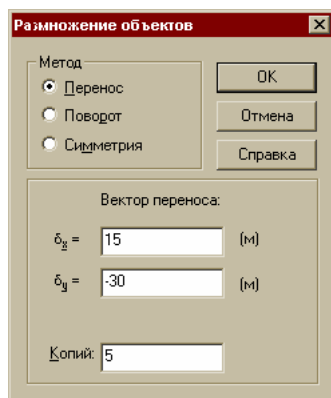 Размножение объектов
Метод
Перенос
Поворот
Симметрия
OK
Отмена
Справка
Вектор переноса:
δx = 15 (м)
δy = -30 (м)
Копий: 5